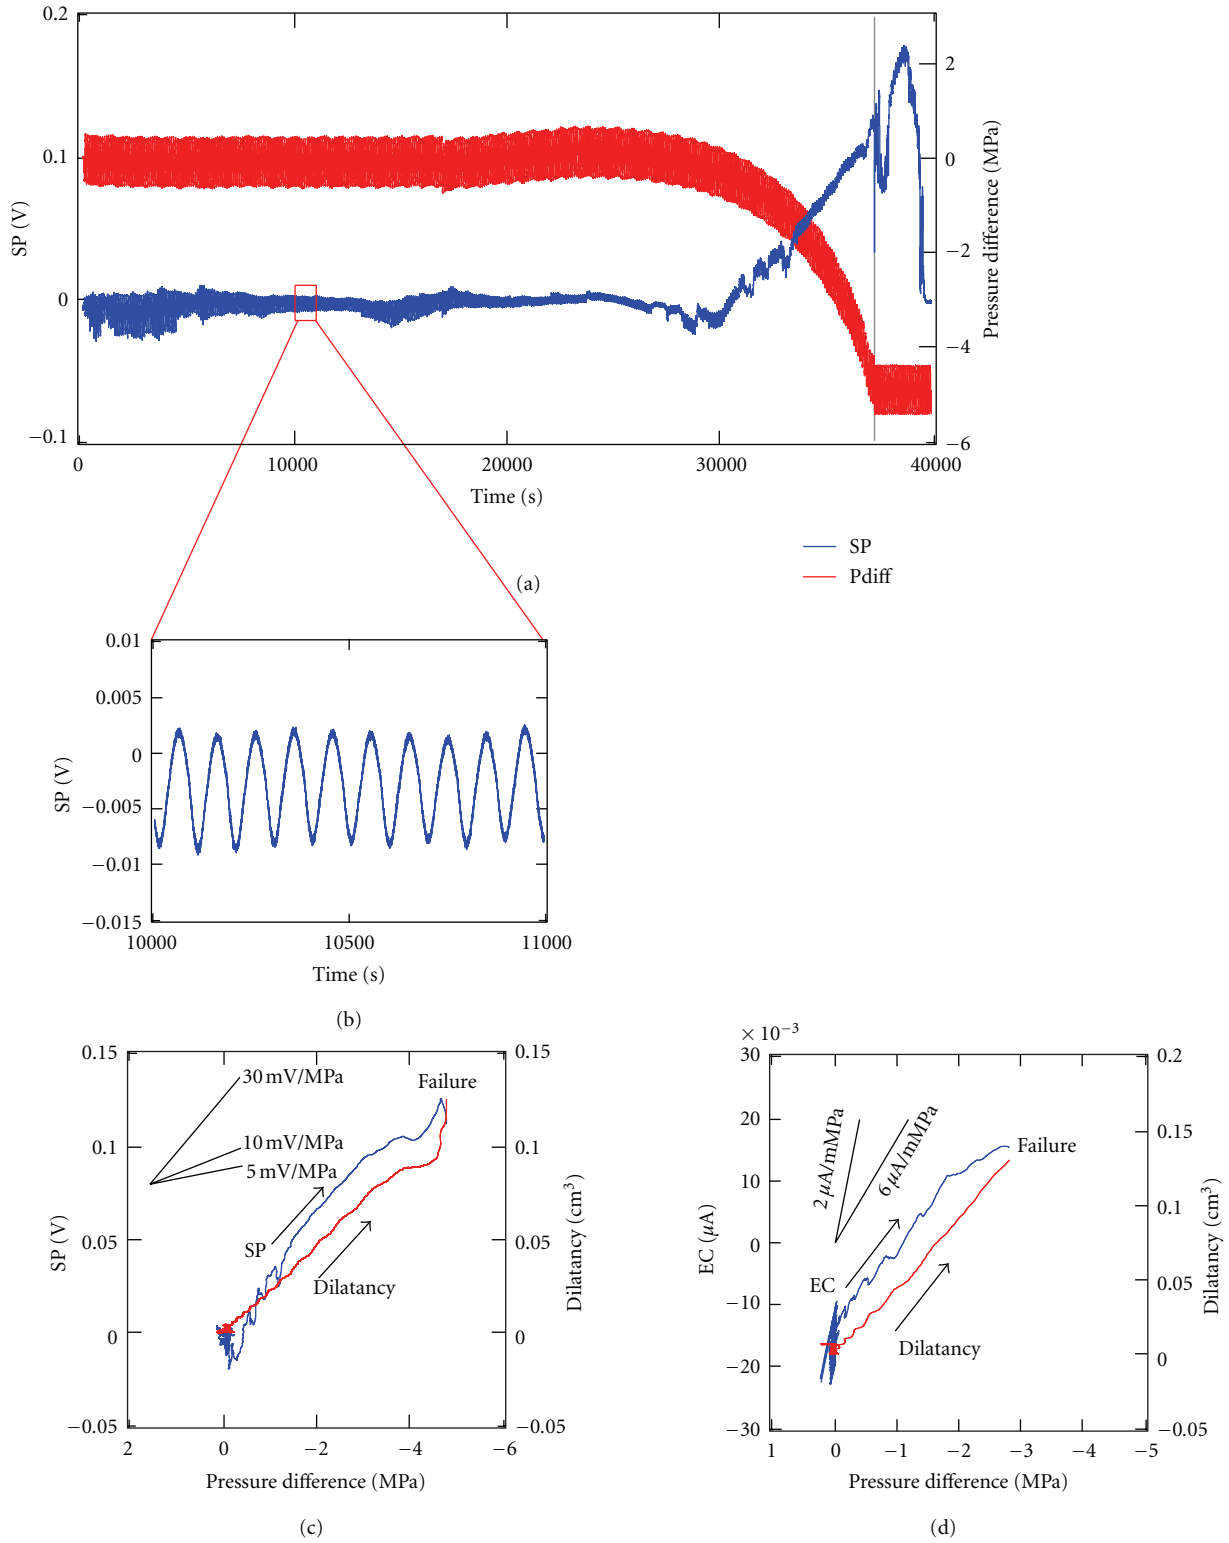 0.2
0.1
0
−0.1
SP (V)
2
0
−2
−4
−6
Pressure difference (MPa)
0
10000
20000
30000
40000
Time (s)
SP
Pdiff
(a)
0.01
0.005
0
−0.005
−0.01
−0.015
SP (V)
10000
10500
11000
Time (s)
(b)
0.15
0.1
0.05
0
−0.05
SP (V)
30 mV/MPa
10 mV/MPa
5 mV/MPa
Failure
SP
Dilatancy
0.15
0.1
0.05
0
−0.05
Dilatancy (cm³)
2
0
−2
−4
−6
Pressure difference (MPa)
(c)
× 10⁻³
30
20
10
0
−10
−20
−30
EC (μA)
2 μA/mMPa
6 μA/mMPa
Failure
EC
Dilatancy
0.2
0.15
0.1
0.05
0
−0.05
Dilatancy (cm³)
1
0
−1
−2
−3
−4
−5
Pressure difference (MPa)
(d)